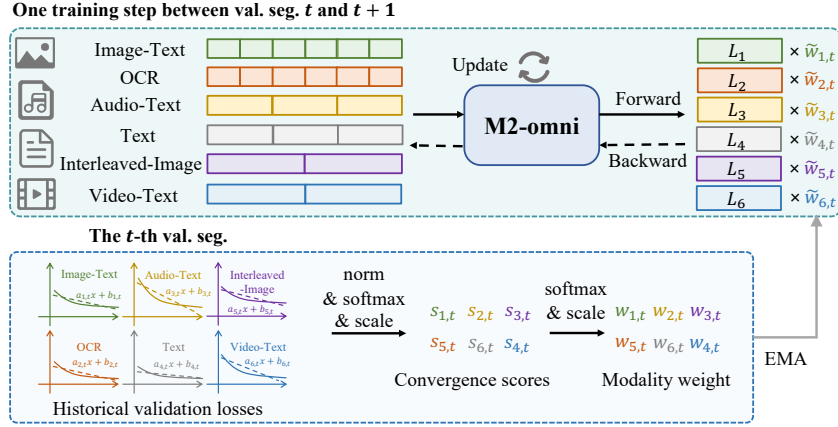 One training step between val. seg. t and t + 1
Image-Text
OCR
Audio-Text
Text
Interleaved-Image
Video-Text
Update
M2-omni
Forward
Backward
L₁ × w̃₁,ₜ
L₂ × w̃₂,ₜ
L₃ × w̃₃,ₜ
L₄ × w̃₄,ₜ
L₅ × w̃₅,ₜ
L₆ × w̃₆,ₜ
The t-th val. seg.
Image-Text
a₁,ₜx + b₁,ₜ
Audio-Text
a₃,ₜx + b₃,ₜ
Interleaved
-Image
a₅,ₜx + b₅,ₜ
OCR
a₂,ₜx + b₂,ₜ
Text
a₄,ₜx + b₄,ₜ
Video-Text
a₆,ₜx + b₆,ₜ
Historical validation losses
norm
& softmax
& scale
s₁,ₜ s₂,ₜ s₃,ₜ
s₅,ₜ s₆,ₜ s₄,ₜ
Convergence scores
softmax
& scale
w₁,ₜ w₂,ₜ w₃,ₜ
w₅,ₜ w₆,ₜ w₄,ₜ
Modality weight
EMA